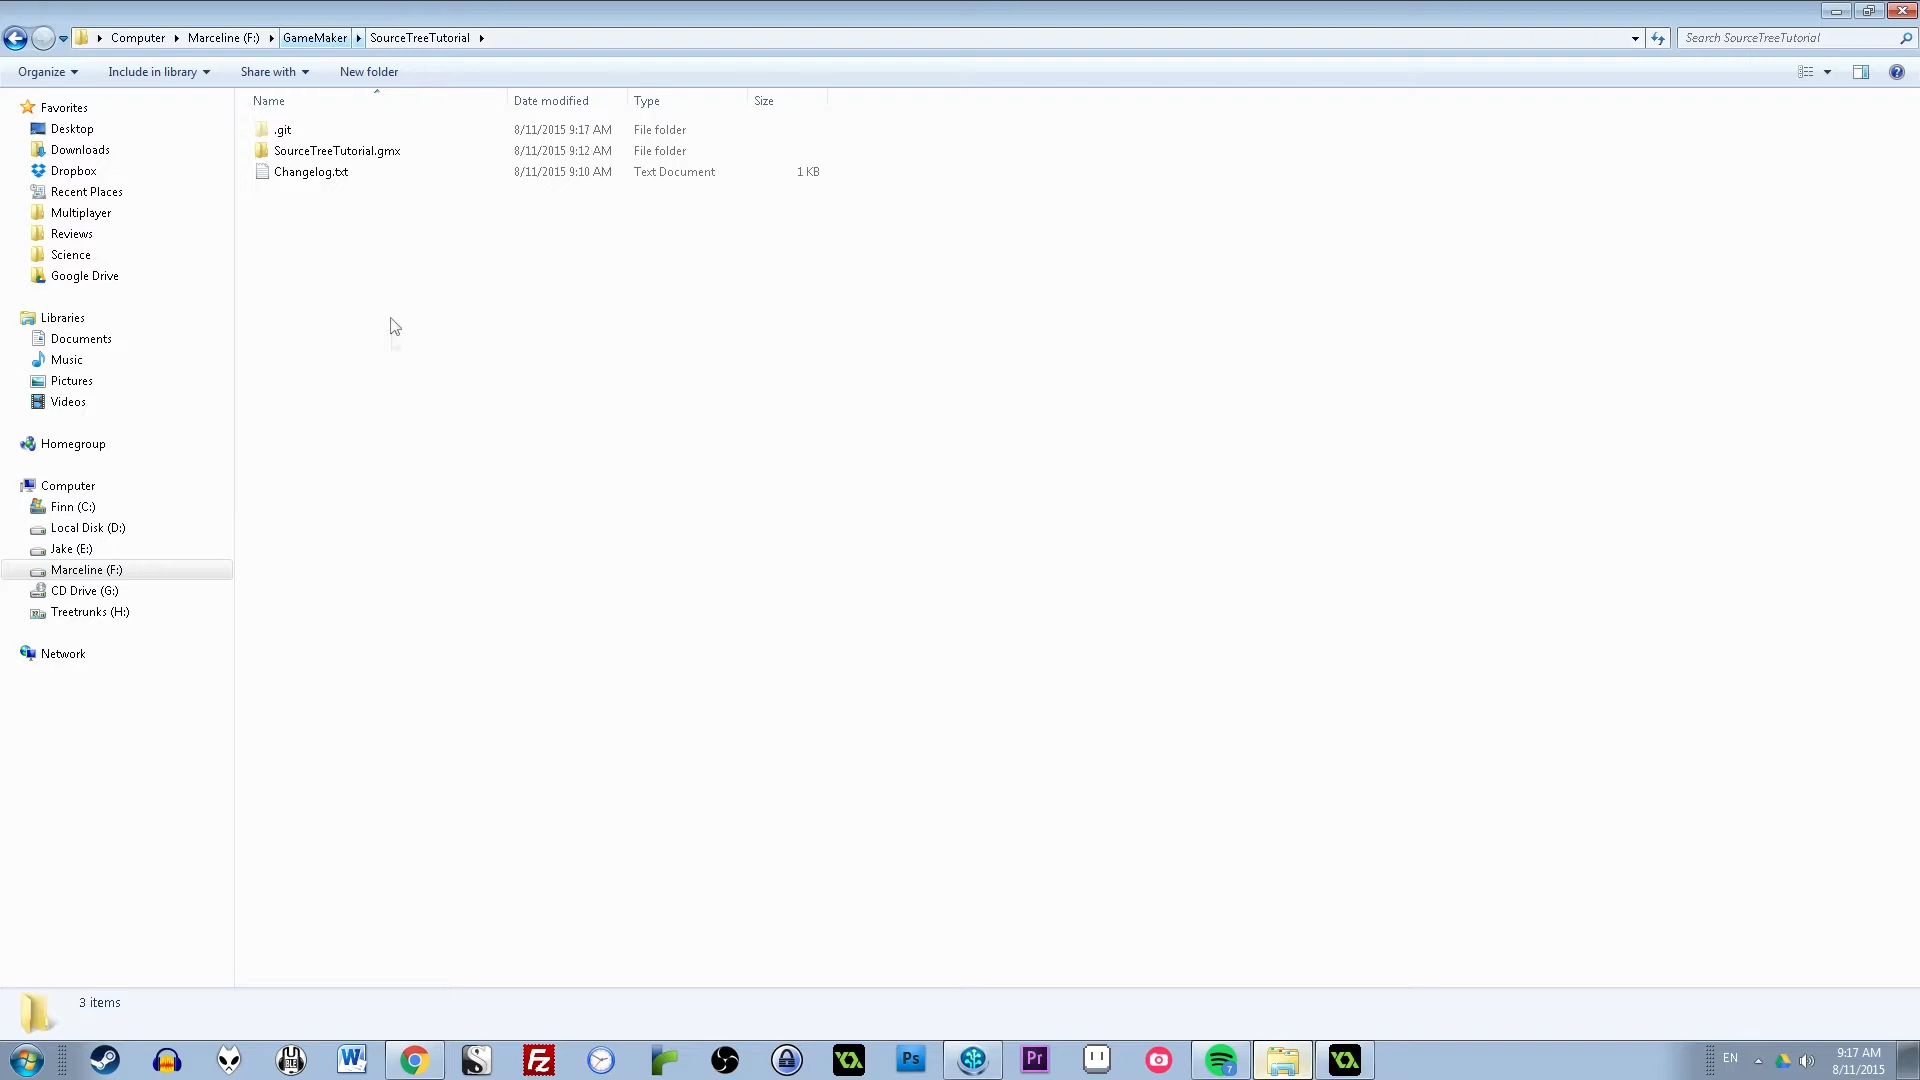 Computer Marceline (F:) GameMaker SourceTreeTutorial
Search SourceTreeTutorial
Organize Include in library Share with New folder
Name Date modified Type Size
.git 8/11/2015 9:17 AM File folder
SourceTreeTutorial.gmx 8/11/2015 9:12 AM File folder
Changelog.txt 8/11/2015 9:10 AM Text Document 1 KB
Favorites
Desktop
Downloads
Dropbox
Recent Places
Multiplayer
Reviews
Science
Google Drive
Libraries
Documents
Music
Pictures
Videos
Homegroup
Computer
Finn (C:)
Local Disk (D:)
Jake (E:)
Marceline (F:)
CD Drive (G:)
Treetrunks (H:)
Network
3 items
W S FZ Ps Pr 7
EN 9:17 AM
8/11/2015